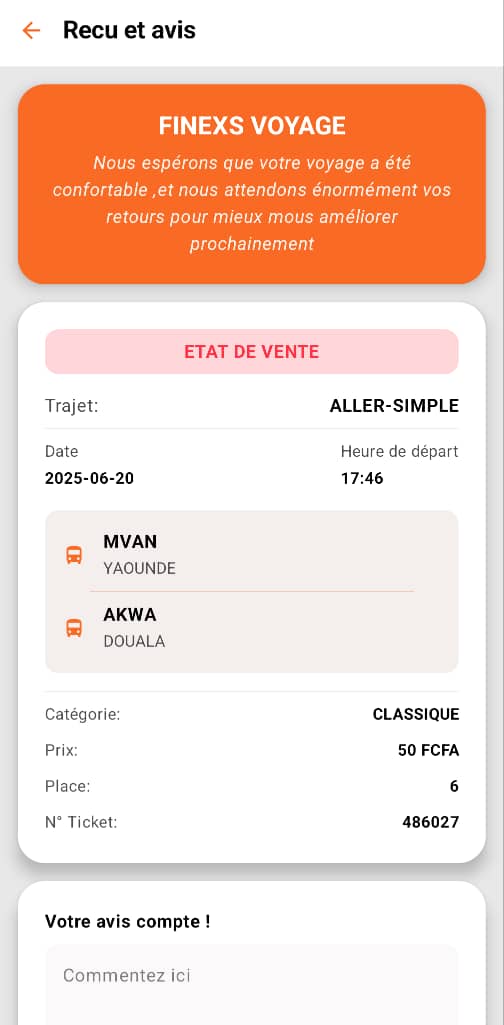 Recu et avis
FINEXS VOYAGE
Nous espérons que votre voyage a été
confortable ,et nous attendons énormément vos
retours pour mieux mous améliorer
prochainement
ETAT DE VENTE
Trajet: ALLER-SIMPLE
Date Heure de départ
2025-06-20 17:46
MVAN
YAOUNDE
AKWA
DOUALA
Catégorie: CLASSIQUE
Prix: 50 FCFA
Place: 6
N° Ticket: 486027
Votre avis compte !
Commentez ici